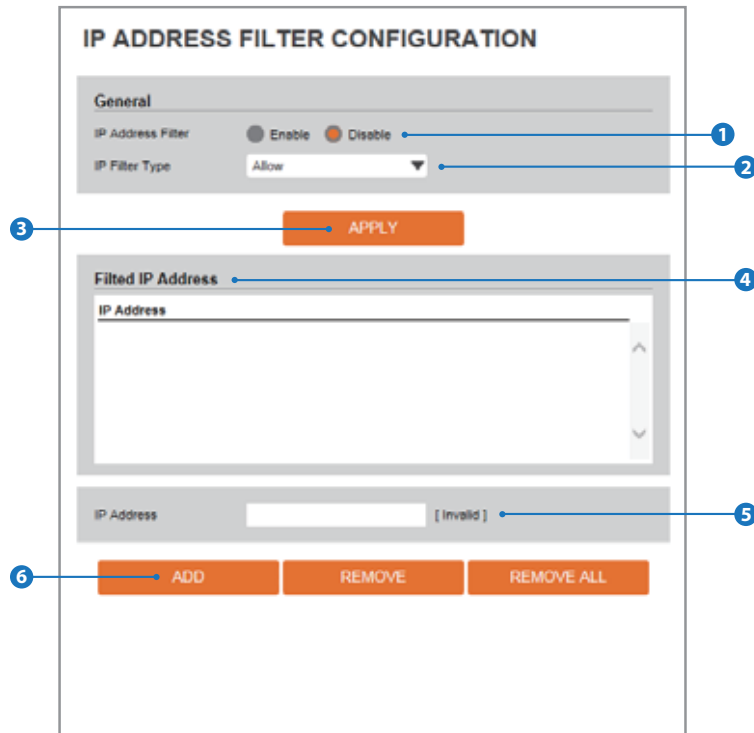 IP ADDRESS FILTER CONFIGURATION
General
IP Address Filter Enable Disable 1
IP Filter Type Allow 2
3 APPLY
Filted IP Address 4
IP Address
IP Address [ Invalid ] 5
6 ADD REMOVE REMOVE ALL